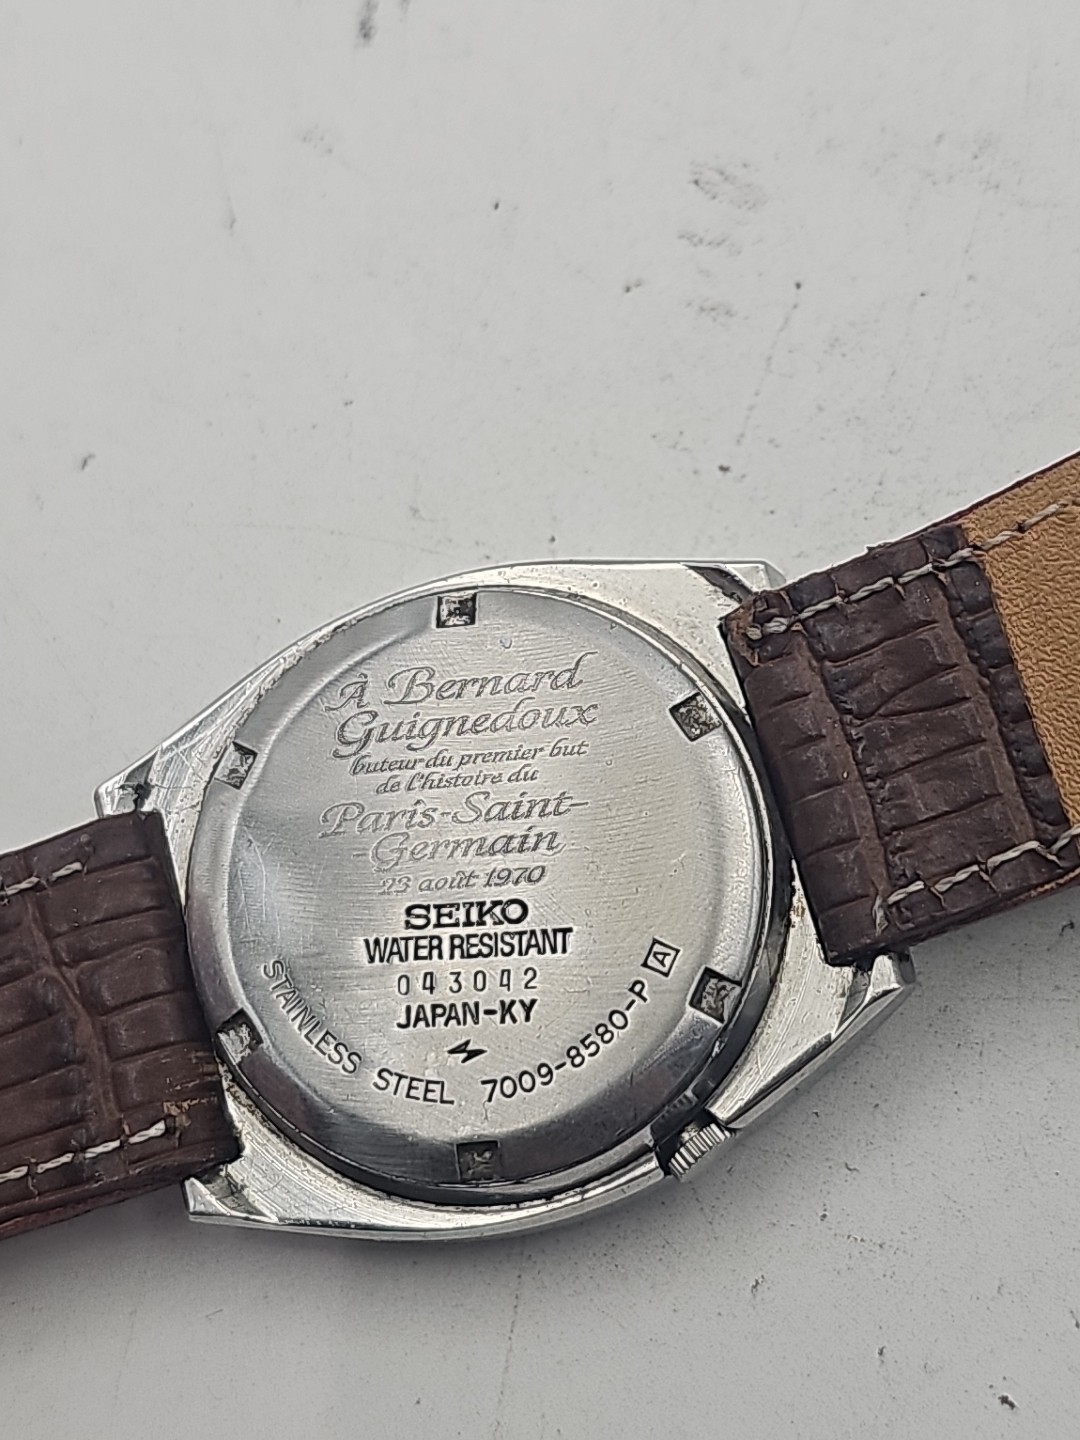 À Bernard
Guignedoux
buteur du premier but
de l'histoire du
Paris-Saint-
-Germain
23 août 1970
SEIKO
WATER RESISTANT
043042
JAPAN-KY
STAINLESS STEEL 7009-8580-P A